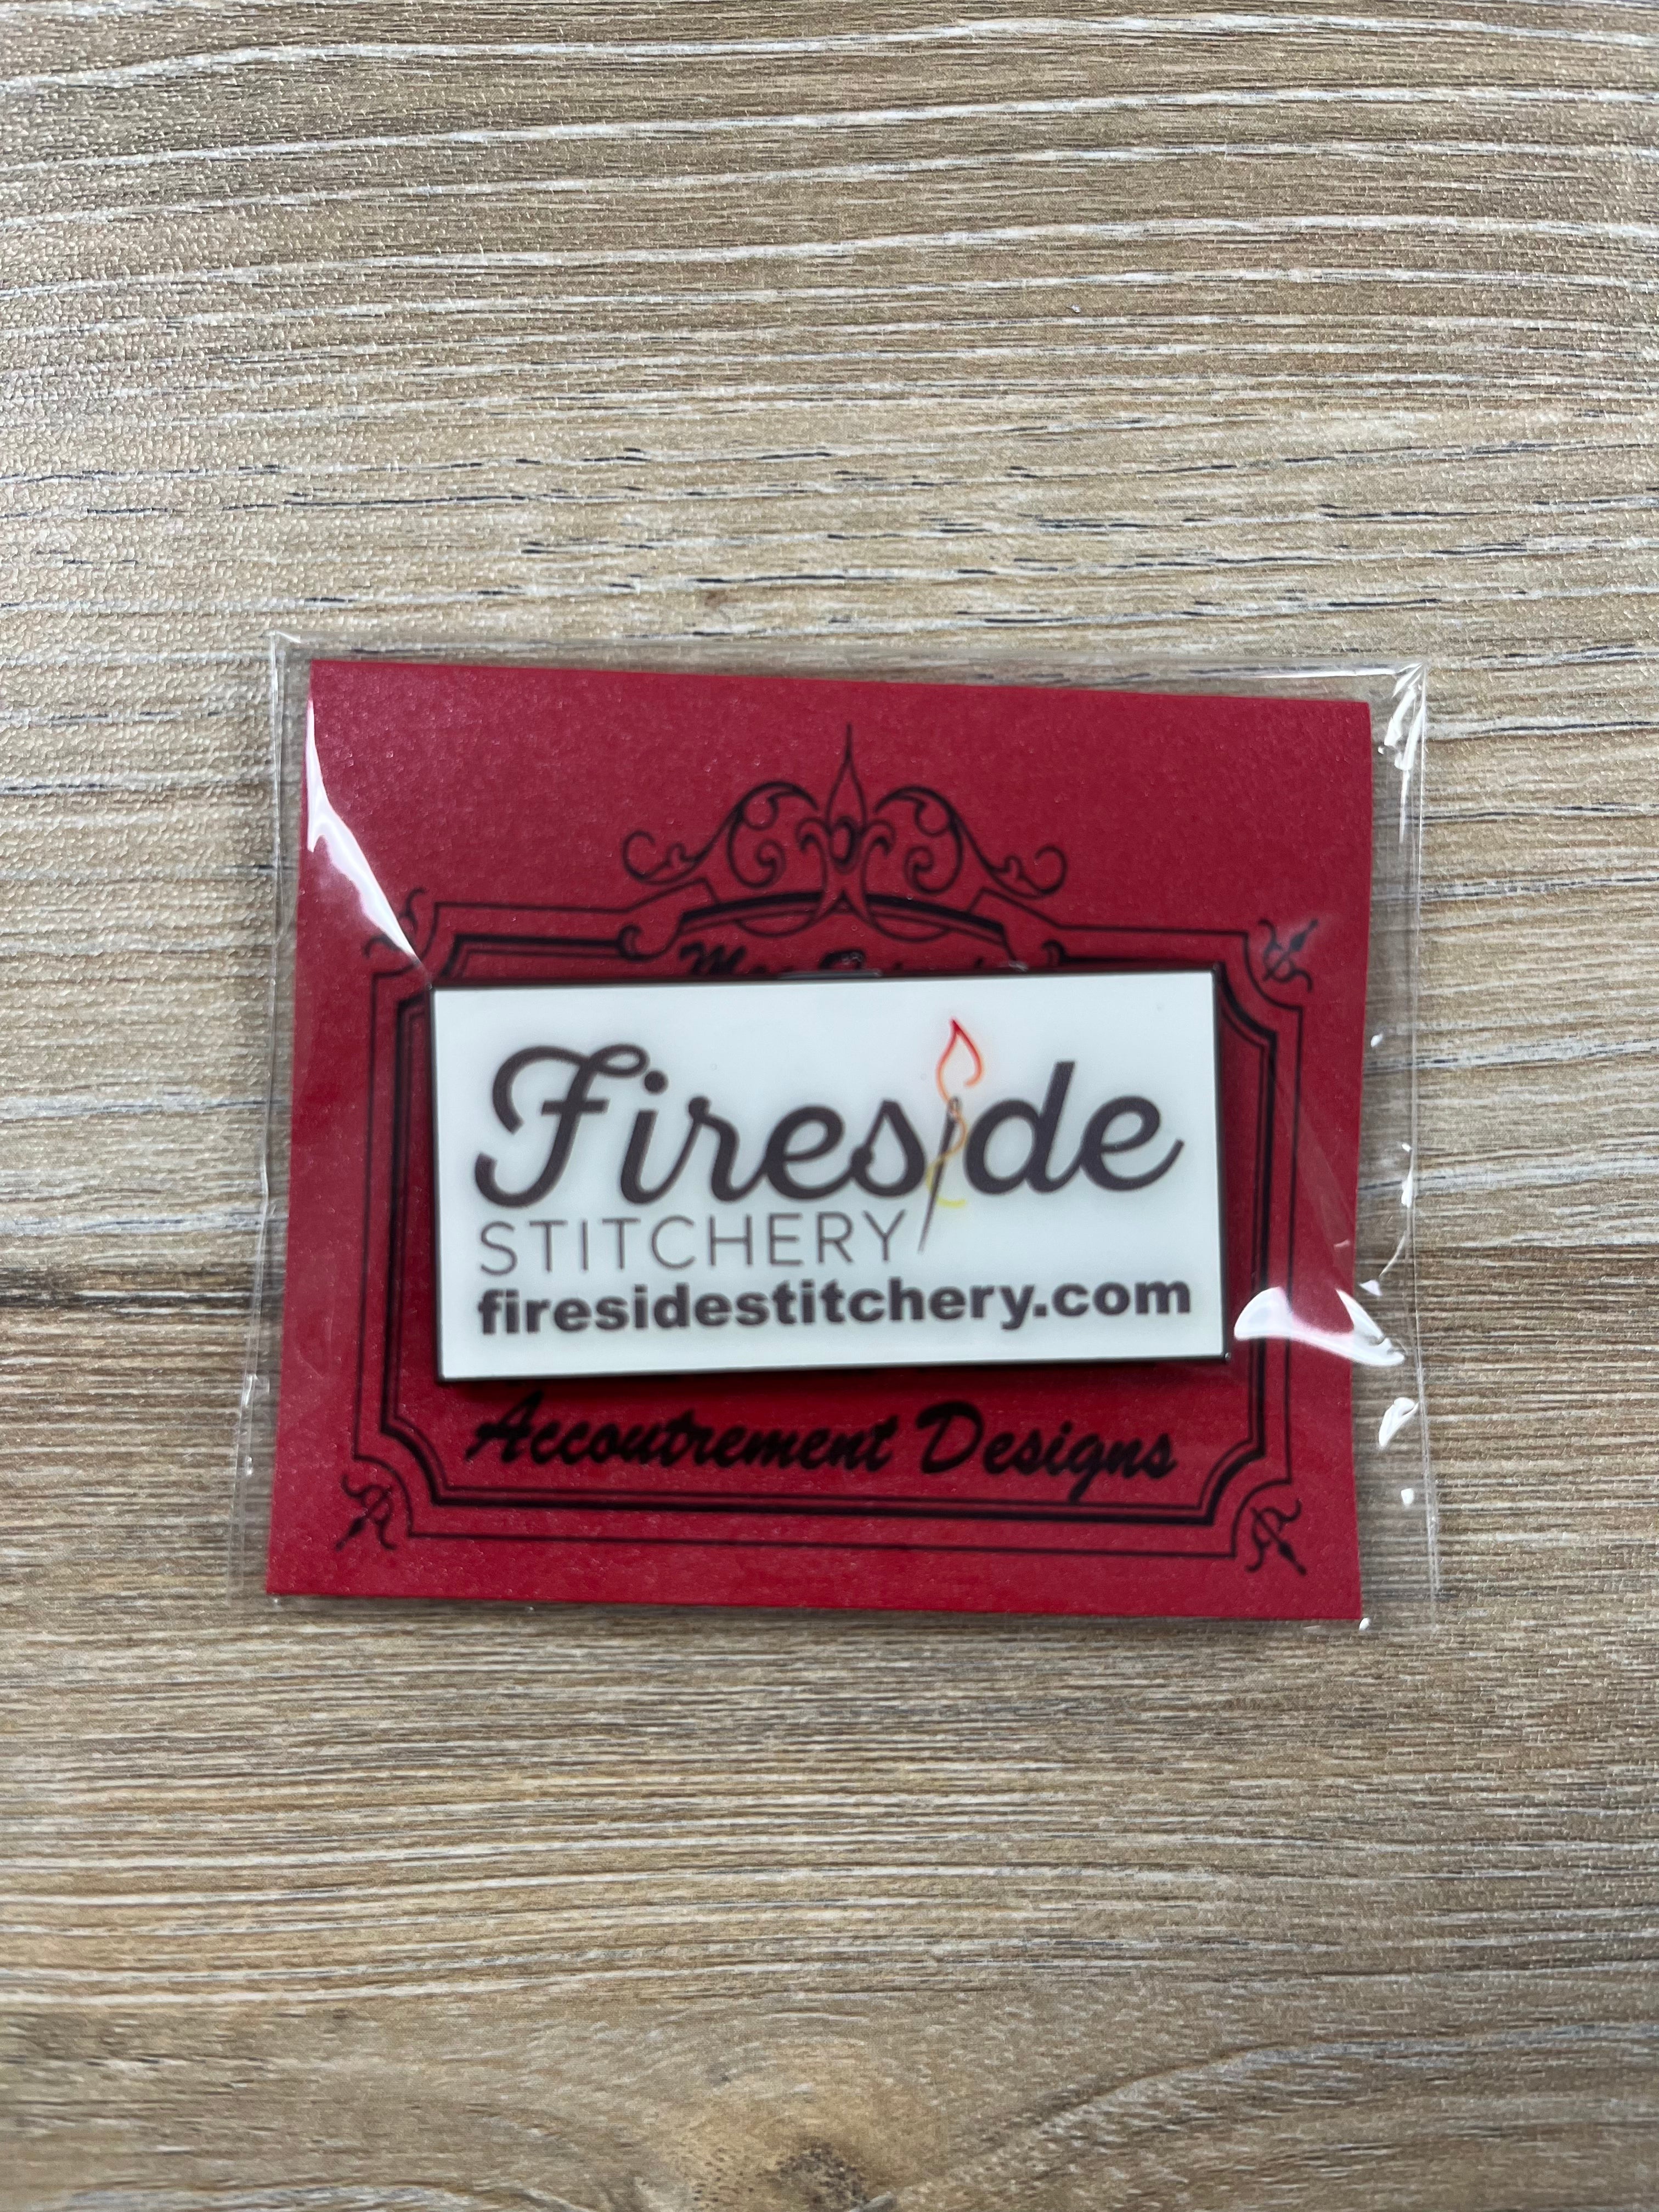 Fireside
STITCHERY
firesidestitchery.com
Accoutrement Designs